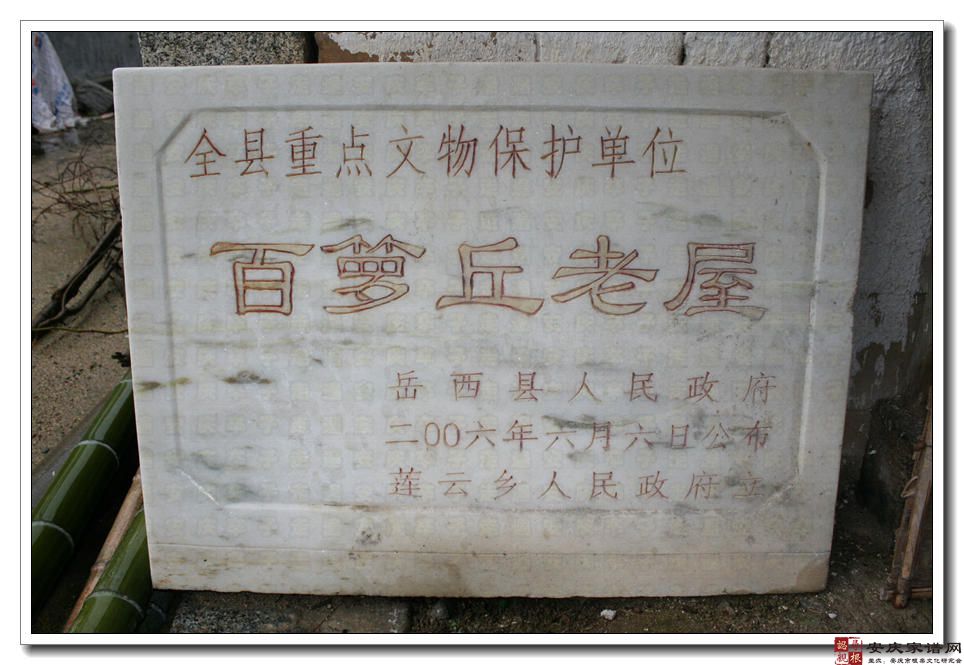 全县重点文物保护单位
百箩丘老屋
岳西县人民政府
二00六年六月六日公布
莲云乡人民政府立
安庆家谱网